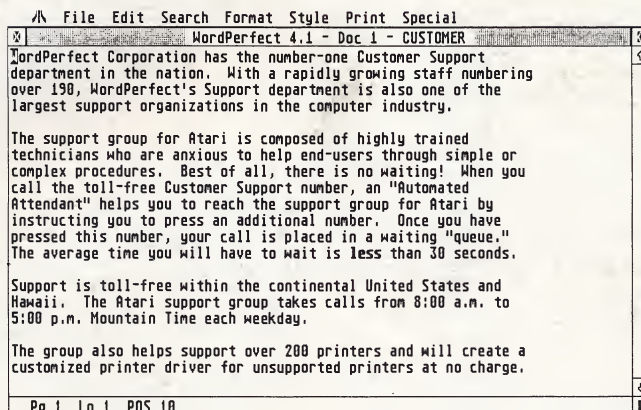 File Edit Search Format Style Print Special
WordPerfect 4.1 - Doc 1 - CUSTOMER
WordPerfect Corporation has the number-one Customer Support
department in the nation. With a rapidly growing staff numbering
over 190, WordPerfect's Support department is also one of the
largest support organizations in the computer industry.
The support group for Atari is composed of highly trained
technicians who are anxious to help end-users through simple or
complex procedures. Best of all, there is no waiting! When you
call the toll-free Customer Support number, an "Automated
Attendant" helps you to reach the support group for Atari by
instructing you to press an additional number. Once you have
pressed this number, your call is placed in a waiting "queue."
The average time you will have to wait is less than 30 seconds.
Support is toll-free within the continental United States and
Hawaii. The Atari support group takes calls from 8:00 a.m. to
5:00 p.m. Mountain Time each weekday.
The group also helps support over 200 printers and will create a
customized printer driver for unsupported printers at no charge.
Pg 1 Ln 1 POS 10